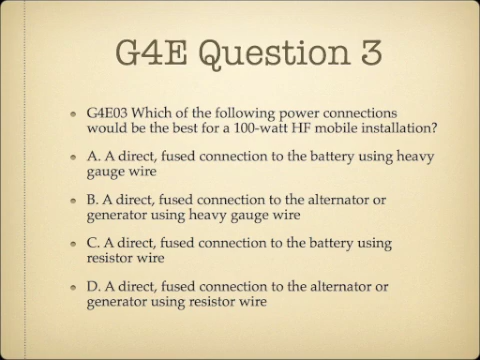 G4E Question 3
G4E03 Which of the following power connections
would be the best for a 100-watt HF mobile installation?
A. A direct, fused connection to the battery using heavy
gauge wire
B. A direct, fused connection to the alternator or
generator using heavy gauge wire
C. A direct, fused connection to the battery using
resistor wire
D. A direct, fused connection to the alternator or
generator using resistor wire